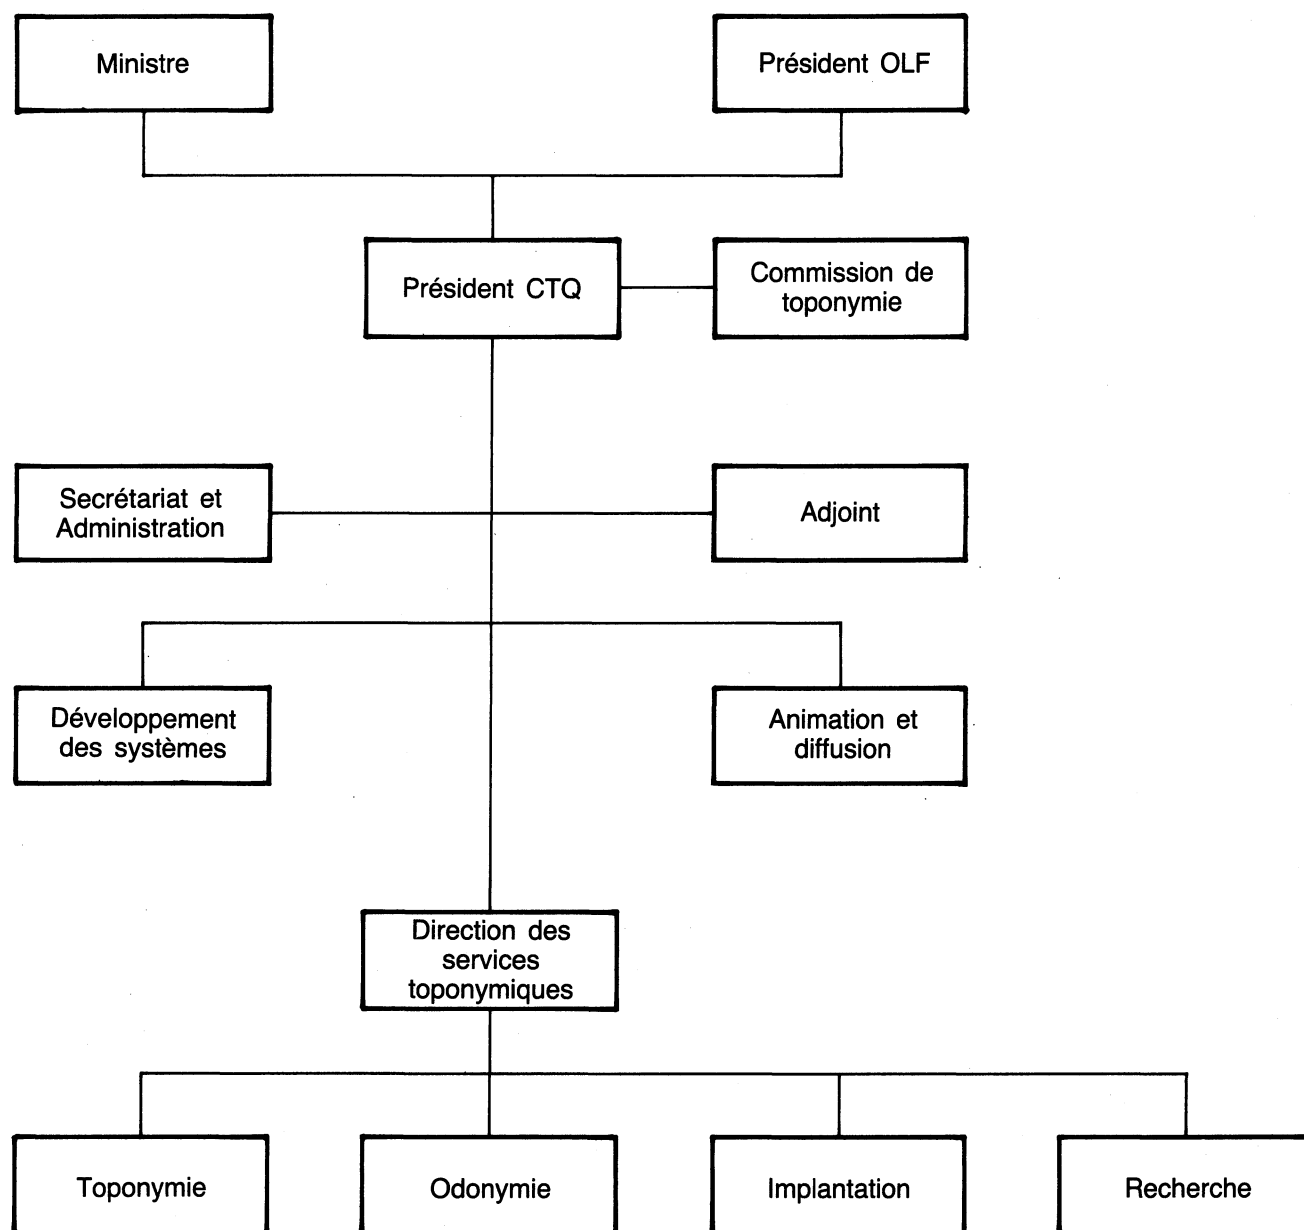 Ministre
Président OLF
Président CTQ
Commission de
toponymie
Secrétariat et
Administration
Adjoint
Développement
des systèmes
Animation et
diffusion
Direction des
services
toponymiques
Toponymie
Odonymie
Implantation
Recherche